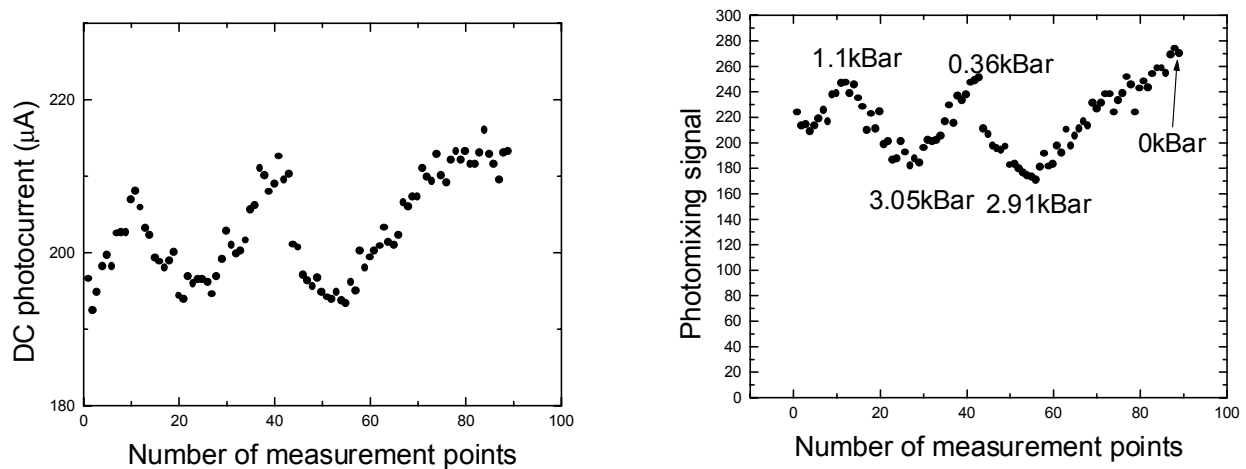 DC photocurrent (μA)
220
200
180
0 20 40 60 80 100
Number of measurement points
Photomixing signal
300
280
260
240
220
200
180
160
140
120
100
80
60
40
20
0
1.1kBar
0.36kBar
0kBar
3.05kBar
2.91kBar
0 20 40 60 80 100
Number of measurement points